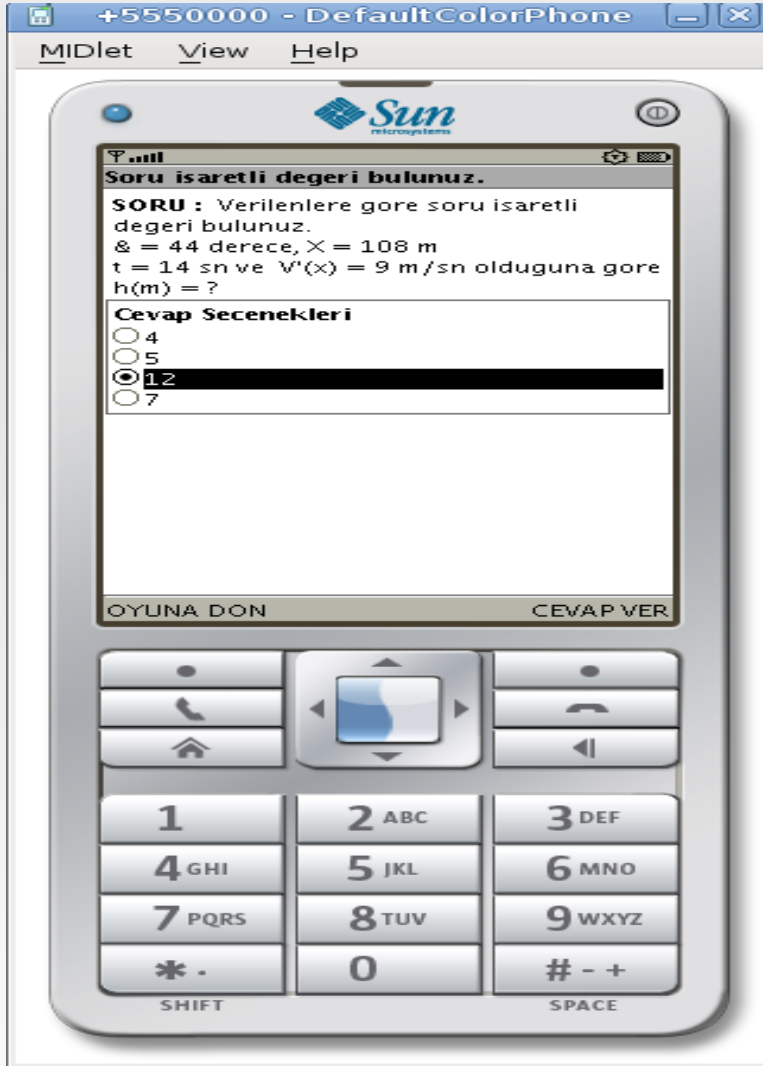 +5550000 - DefaultColorPhone
MIDlet View Help
Sun
microsystems
Soru isaretli degeri bulunuz.
SORU : Verilenlere gore soru isaretli
degeri bulunuz.
& = 44 derece, X = 108 m
t = 14 sn ve V'(x) = 9 m/sn olduguna gore
h(m) = ?
Cevap Secenekleri
4
5
12
7
OYUNA DON CEVAP VER
1 2 ABC 3 DEF
4 GHI 5 JKL 6 MNO
7 PQRS 8 TUV 9 WXYZ
* . 0 # - +
SHIFT SPACE